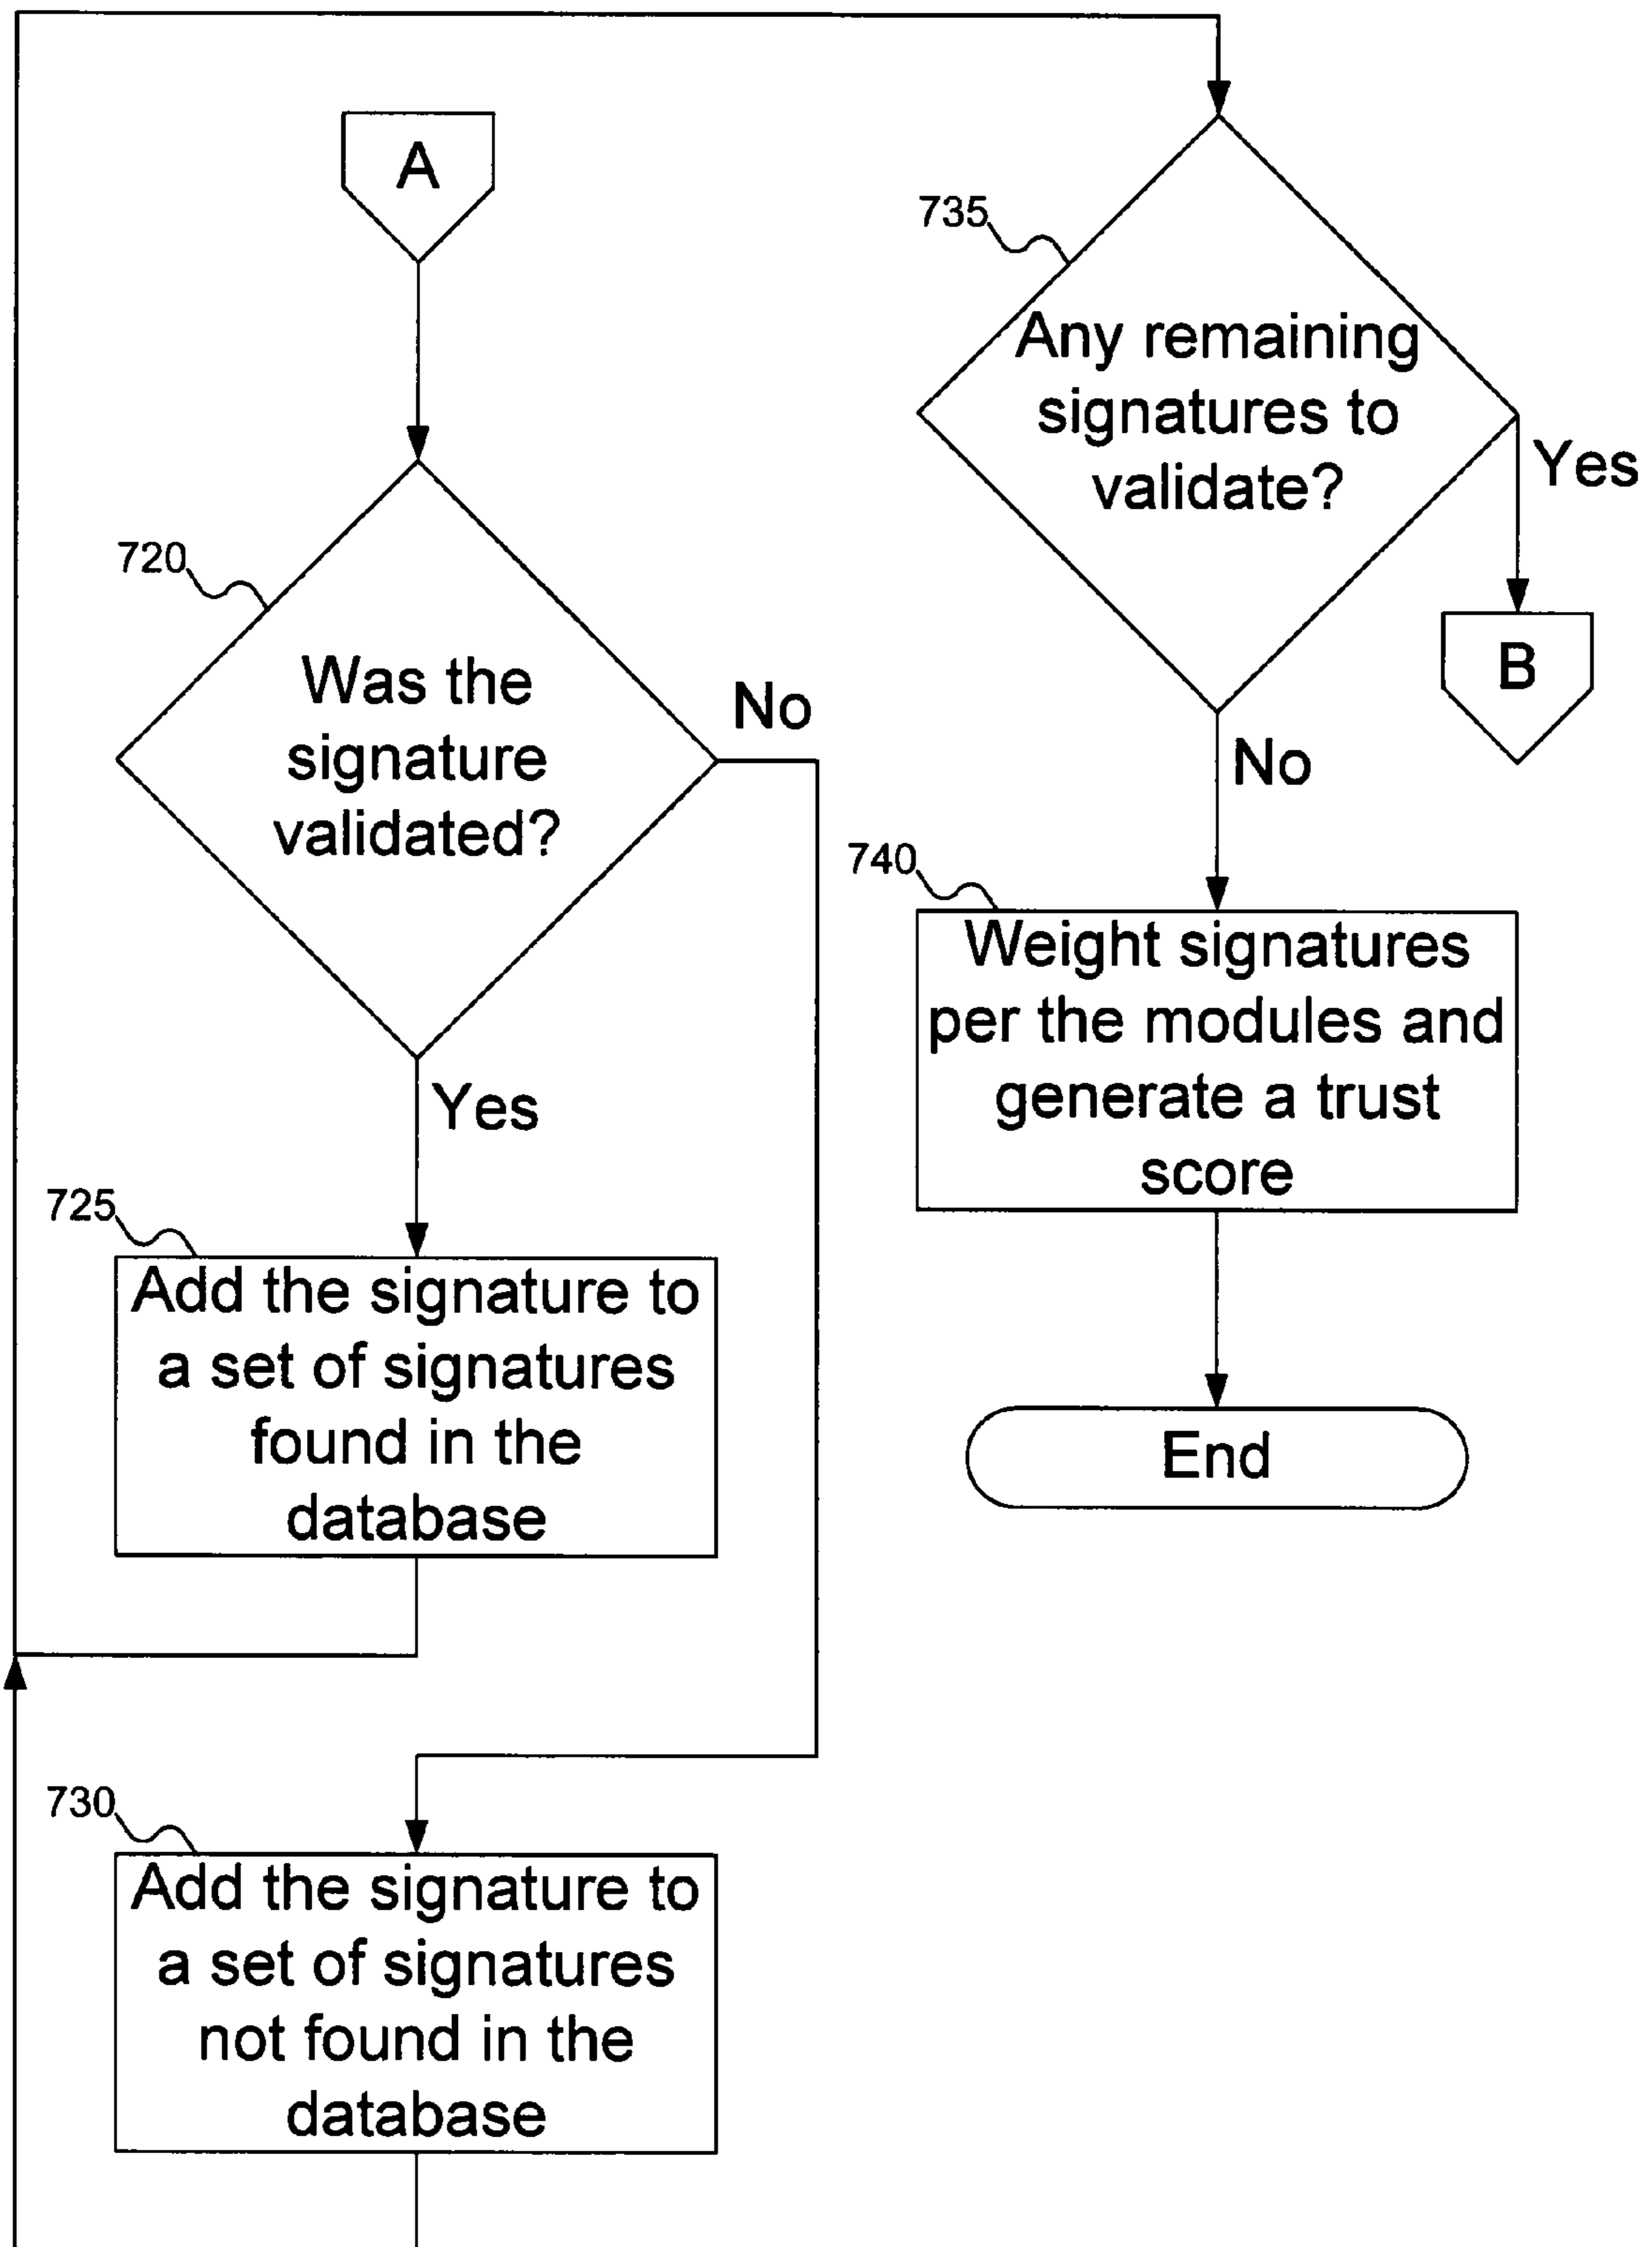 A
720
Was the
signature
validated?
No
Yes
725
Add the signature to
a set of signatures
found in the
database
730
Add the signature to
a set of signatures
not found in the
database
735
Any remaining
signatures to
validate?
Yes
B
No
740
Weight signatures
per the modules and
generate a trust
score
End